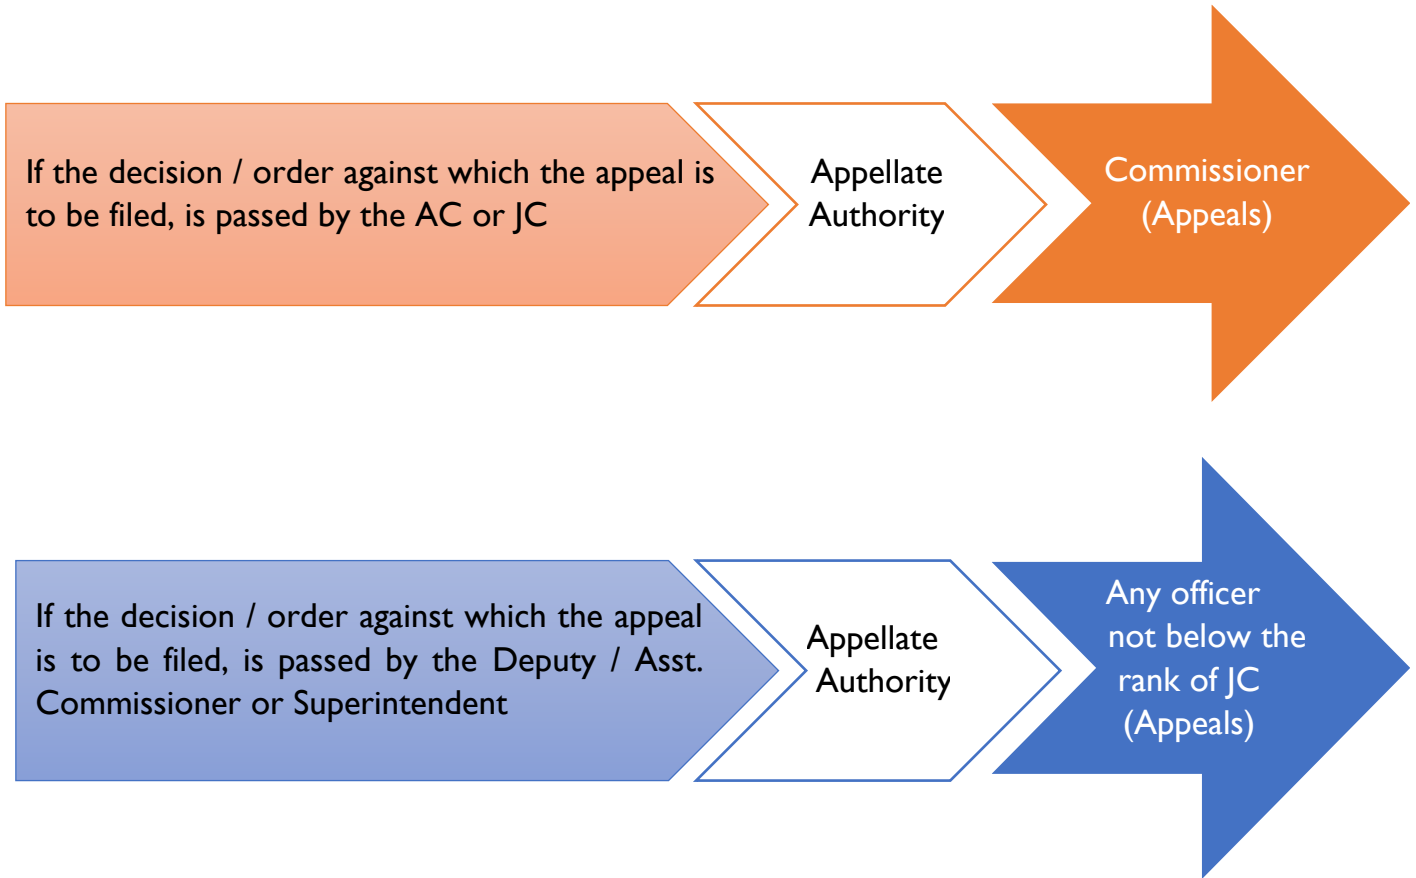 If the decision / order against which the appeal is
to be filed, is passed by the AC or JC
Appellate
Authority
Commissioner
(Appeals)
If the decision / order against which the appeal
is to be filed, is passed by the Deputy / Asst.
Commissioner or Superintendent
Appellate
Authority
Any officer
not below the
rank of JC
(Appeals)